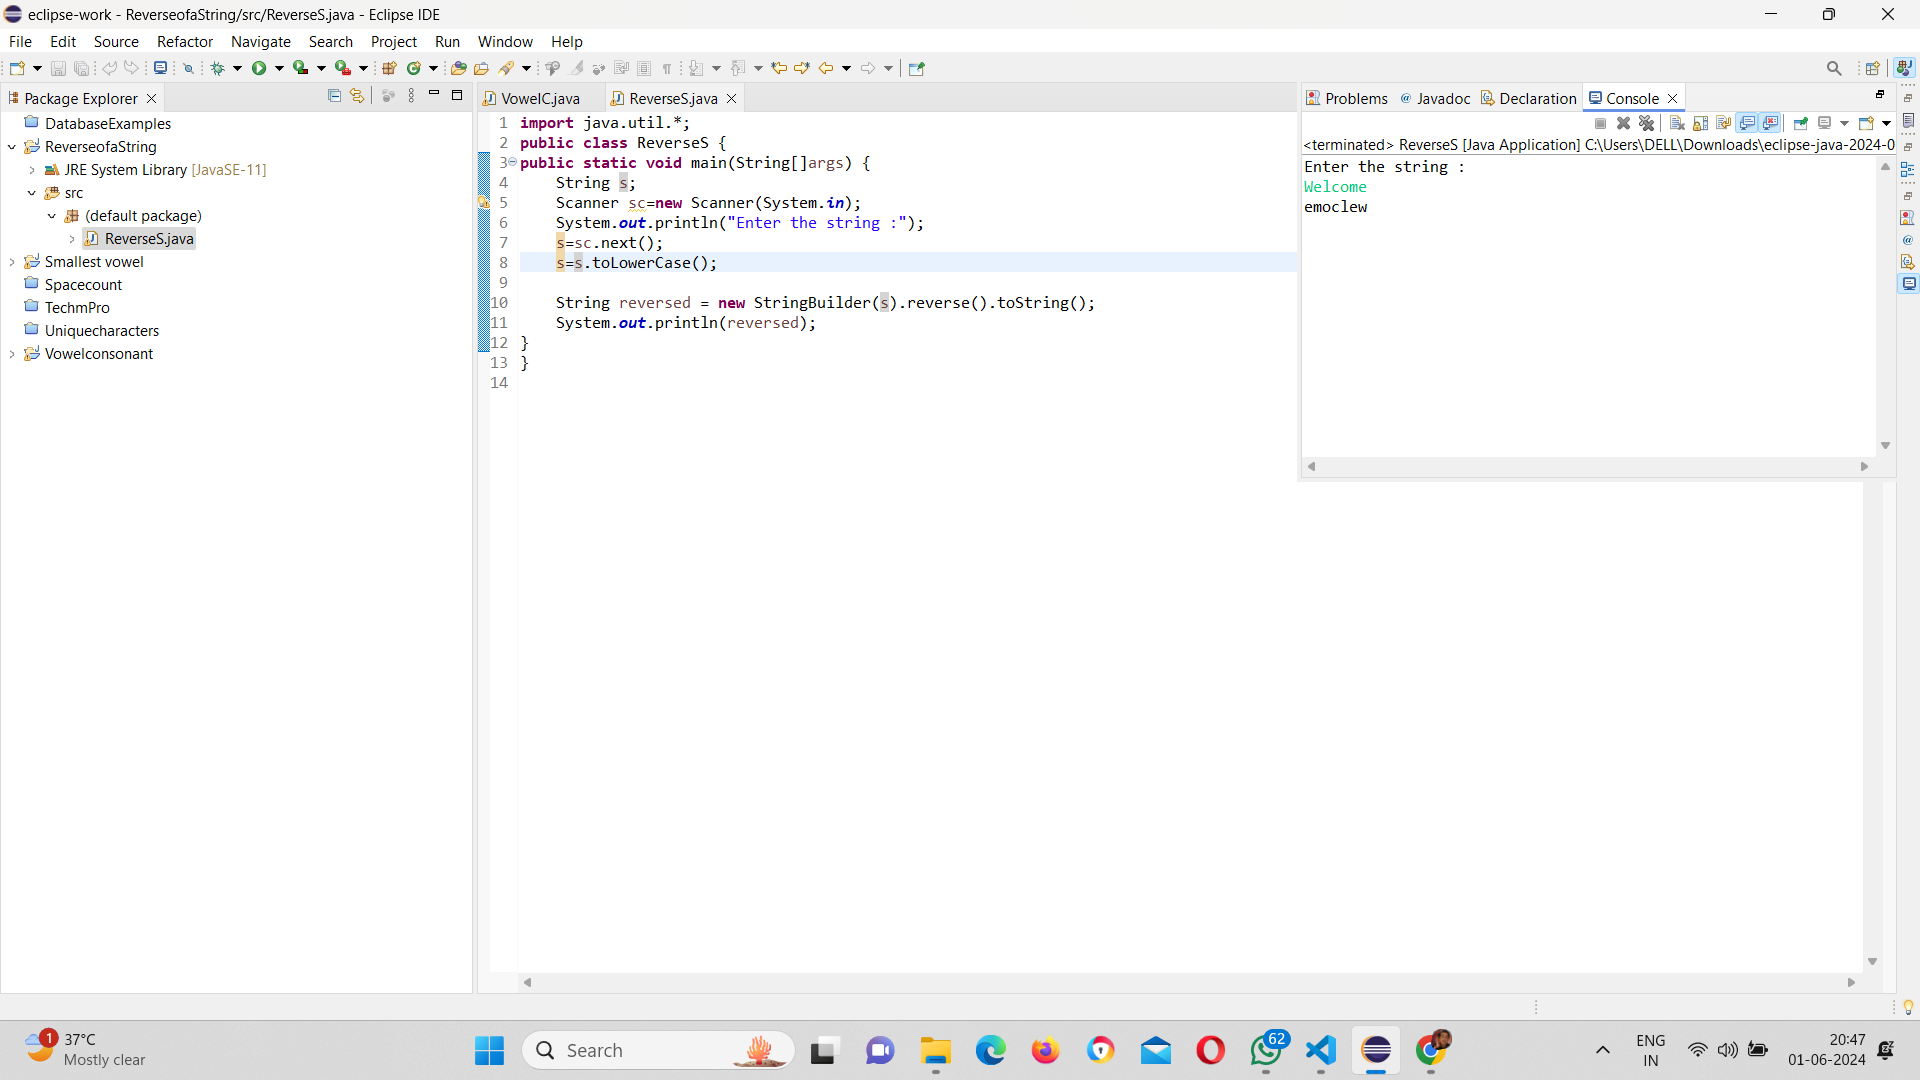 eclipse-work - ReverseofaString/src/ReverseS.java - Eclipse IDE
File Edit Source Refactor Navigate Search Project Run Window Help
Package Explorer
DatabaseExamples
ReverseofaString
JRE System Library [JavaSE-11]
src
(default package)
ReverseS.java
Smallest vowel
Spacecount
TechmPro
Uniquecharacters
Vowelconsonant
VowelC.java ReverseS.java
1 import java.util.*;
2 public class ReverseS {
3 public static void main(String[]args) {
4 String s;
5 Scanner sc=new Scanner(System.in);
6 System.out.println("Enter the string :");
7 s=sc.next();
8 s=s.toLowerCase();
9
10 String reversed = new StringBuilder(s).reverse().toString();
11 System.out.println(reversed);
12 }
13 }
14
Problems Javadoc Declaration Console
<terminated> ReverseS [Java Application] C:\Users\DELL\Downloads\eclipse-java-2024-0
Enter the string :
Welcome
emoclew
1
37°C
Mostly clear
Search
62
ENG
IN
20:47
01-06-2024